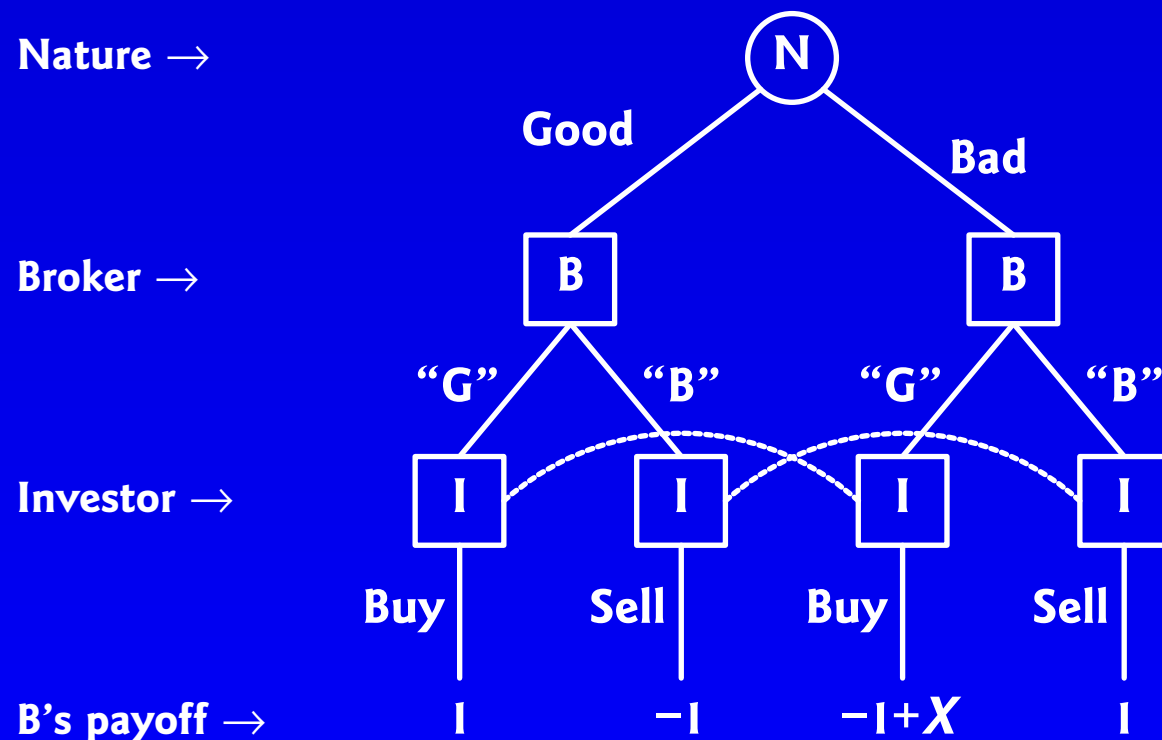 Nature → N
Good Bad
Broker → B B
“G” “B” “G” “B”
Investor → I I I I
Buy Sell Buy Sell
B’s payoff → 1 −1 −1+X 1